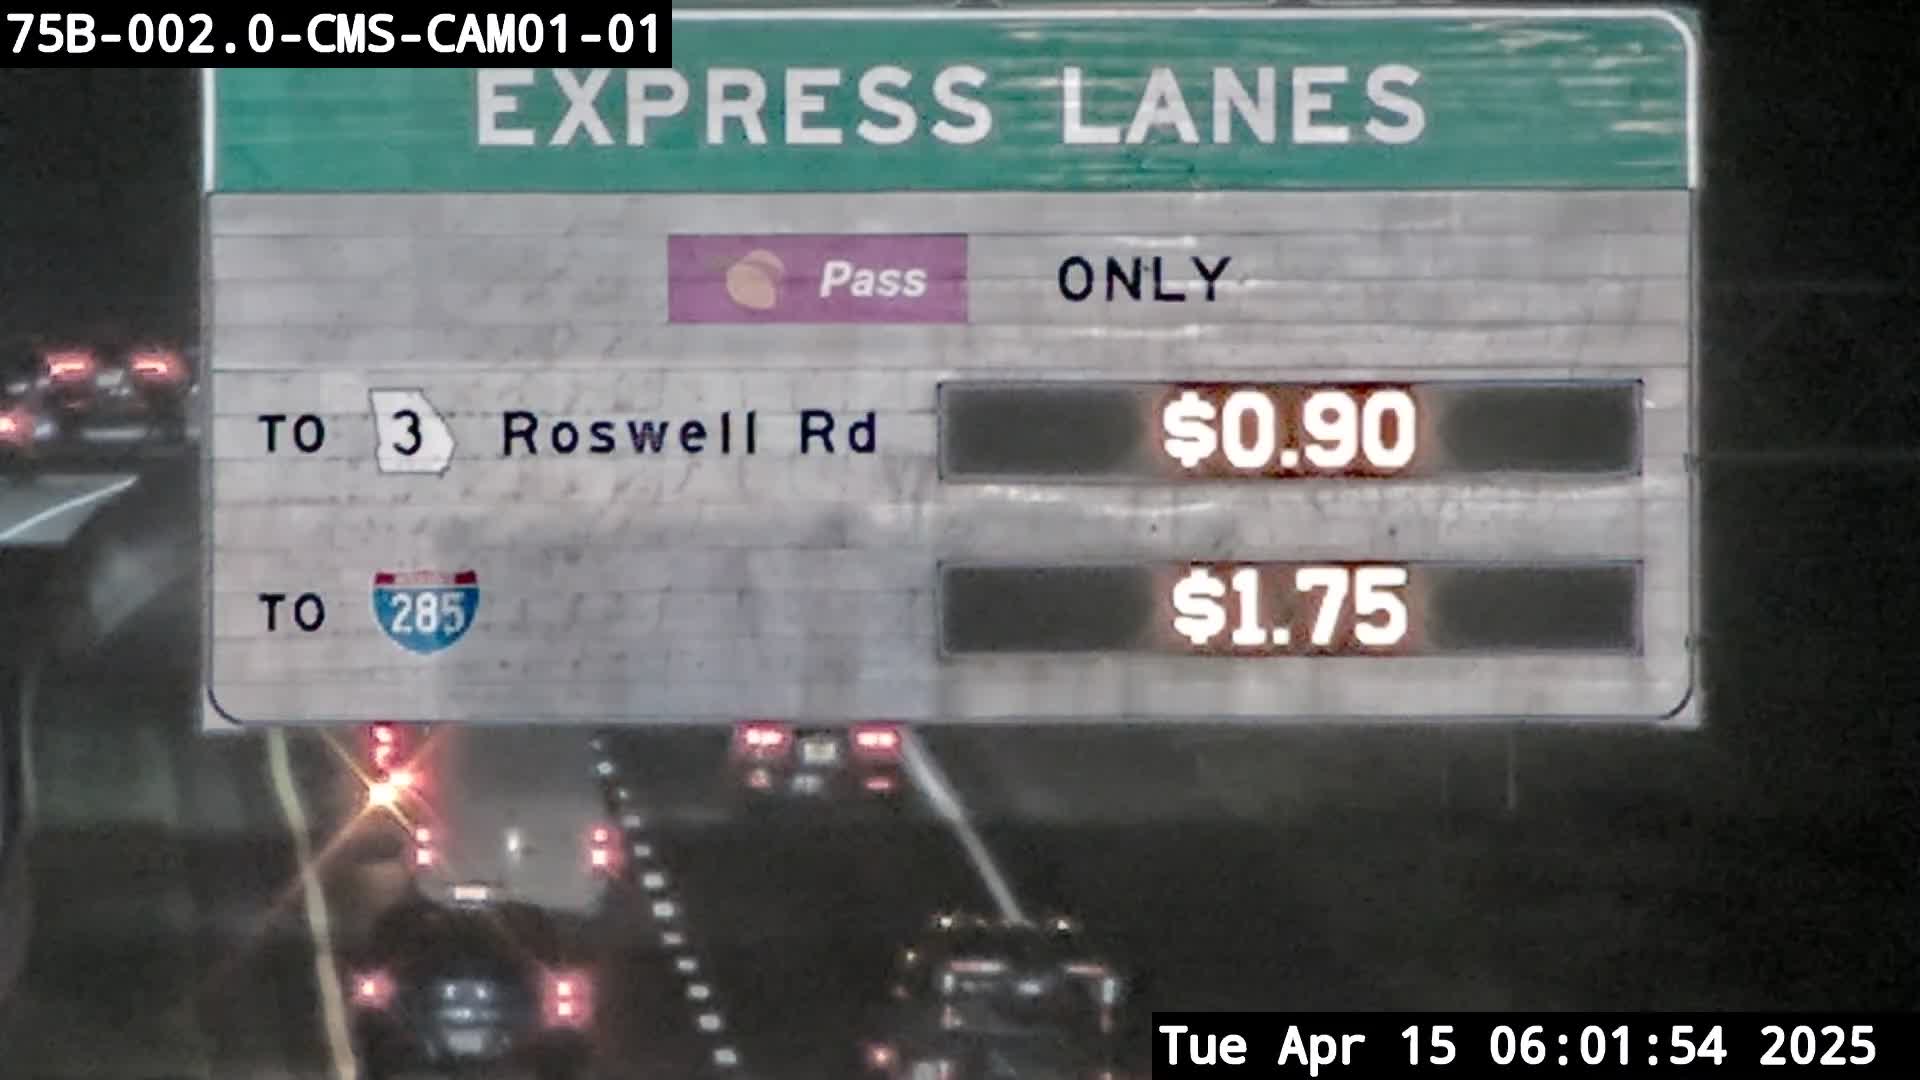 75B-002.0-CMS-CAM01-01
EXPRESS LANES
Pass ONLY
TO 3 Roswell Rd $0.90
TO 285 $1.75
Tue Apr 15 06:01:54 2025